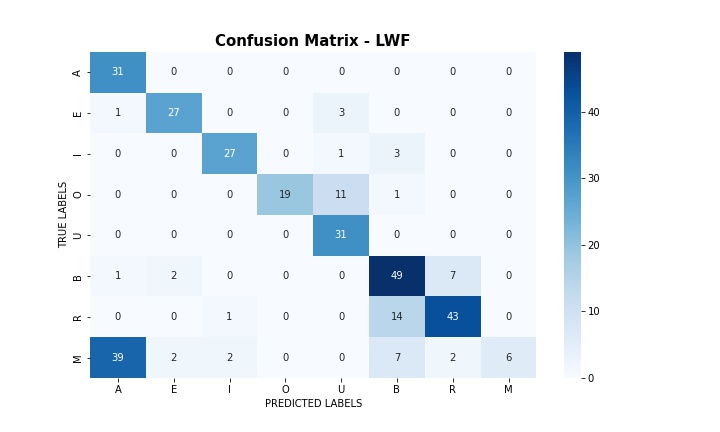 Confusion Matrix - LWF
A 31 0 0 0 0 0 0 0
E 1 27 0 0 3 0 0 0
I 0 0 27 0 1 3 0 0
O 0 0 0 19 11 1 0 0
U 0 0 0 0 31 0 0 0
B 1 2 0 0 0 49 7 0
R 0 0 1 0 0 14 43 0
M 39 2 2 0 0 7 2 6
A E I O U B R M
TRUE LABELS
PREDICTED LABELS
40
30
20
10
0